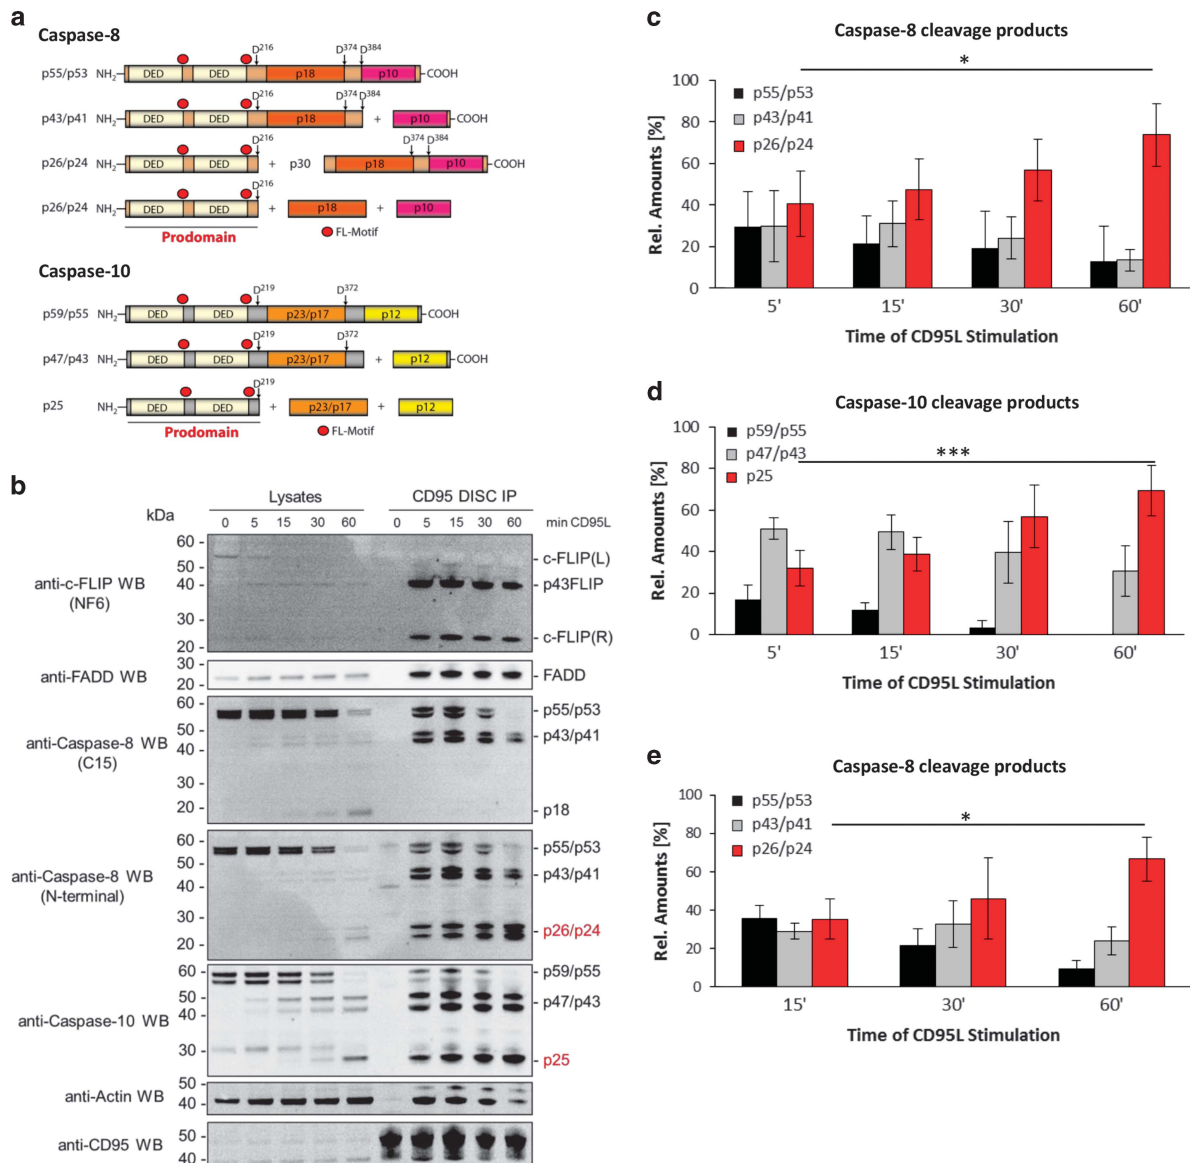 a
Caspase-8
D216 D374 D384
p55/p53 NH2 DED DED p18 p10 COOH
D216 D374 D384
p43/p41 NH2 DED DED p18 + p10 COOH
D216 D374 D384
p26/p24 NH2 DED DED + p30 p18 p10 COOH
D216
p26/p24 NH2 DED DED + p18 + p10
Prodomain FL-Motif
Caspase-10
D219 D372
p59/p55 NH2 DED DED p23/p17 p12 COOH
D219 D372
p47/p43 NH2 DED DED p23/p17 + p12 COOH
D219
p25 NH2 DED DED + p23/p17 + p12
Prodomain FL-Motif
b
Lysates CD95 DISC IP
kDa 0 5 15 30 60 0 5 15 30 60 min CD95L
anti-c-FLIP WB
(NF6)
60 -
50 -
40 -
30 -
20 -
c-FLIP(L)
p43FLIP
c-FLIP(R)
anti-FADD WB
30 -
20 -
FADD
anti-Caspase-8 WB
(C15)
60 -
50 -
40 -
30 -
20 -
p55/p53
p43/p41
p18
anti-Caspase-8 WB
(N-terminal)
60 -
50 -
40 -
30 -
20 -
p55/p53
p43/p41
p26/p24
anti-Caspase-10 WB
60 -
50 -
40 -
30 -
p59/p55
p47/p43
p25
anti-Actin WB
50 -
40 -
anti-CD95 WB
50 -
40 -
c
Caspase-8 cleavage products
*
p55/p53
p43/p41
p26/p24
Rel. Amounts [%]
100
80
60
40
20
0
5' 15' 30' 60'
Time of CD95L Stimulation
d
Caspase-10 cleavage products
***
p59/p55
p47/p43
p25
Rel. Amounts [%]
100
80
60
40
20
0
5' 15' 30' 60'
Time of CD95L Stimulation
e
Caspase-8 cleavage products
*
p55/p53
p43/p41
p26/p24
Rel. Amounts [%]
100
80
60
40
20
0
15' 30' 60'
Time of CD95L Stimulation